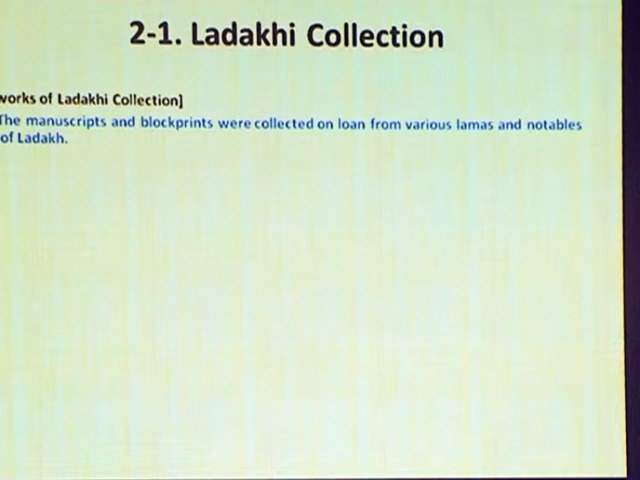 2-1. Ladakhi Collection
works of Ladakhi Collection]
The manuscripts and blockprints were collected on loan from various lamas and notables
of Ladakh.